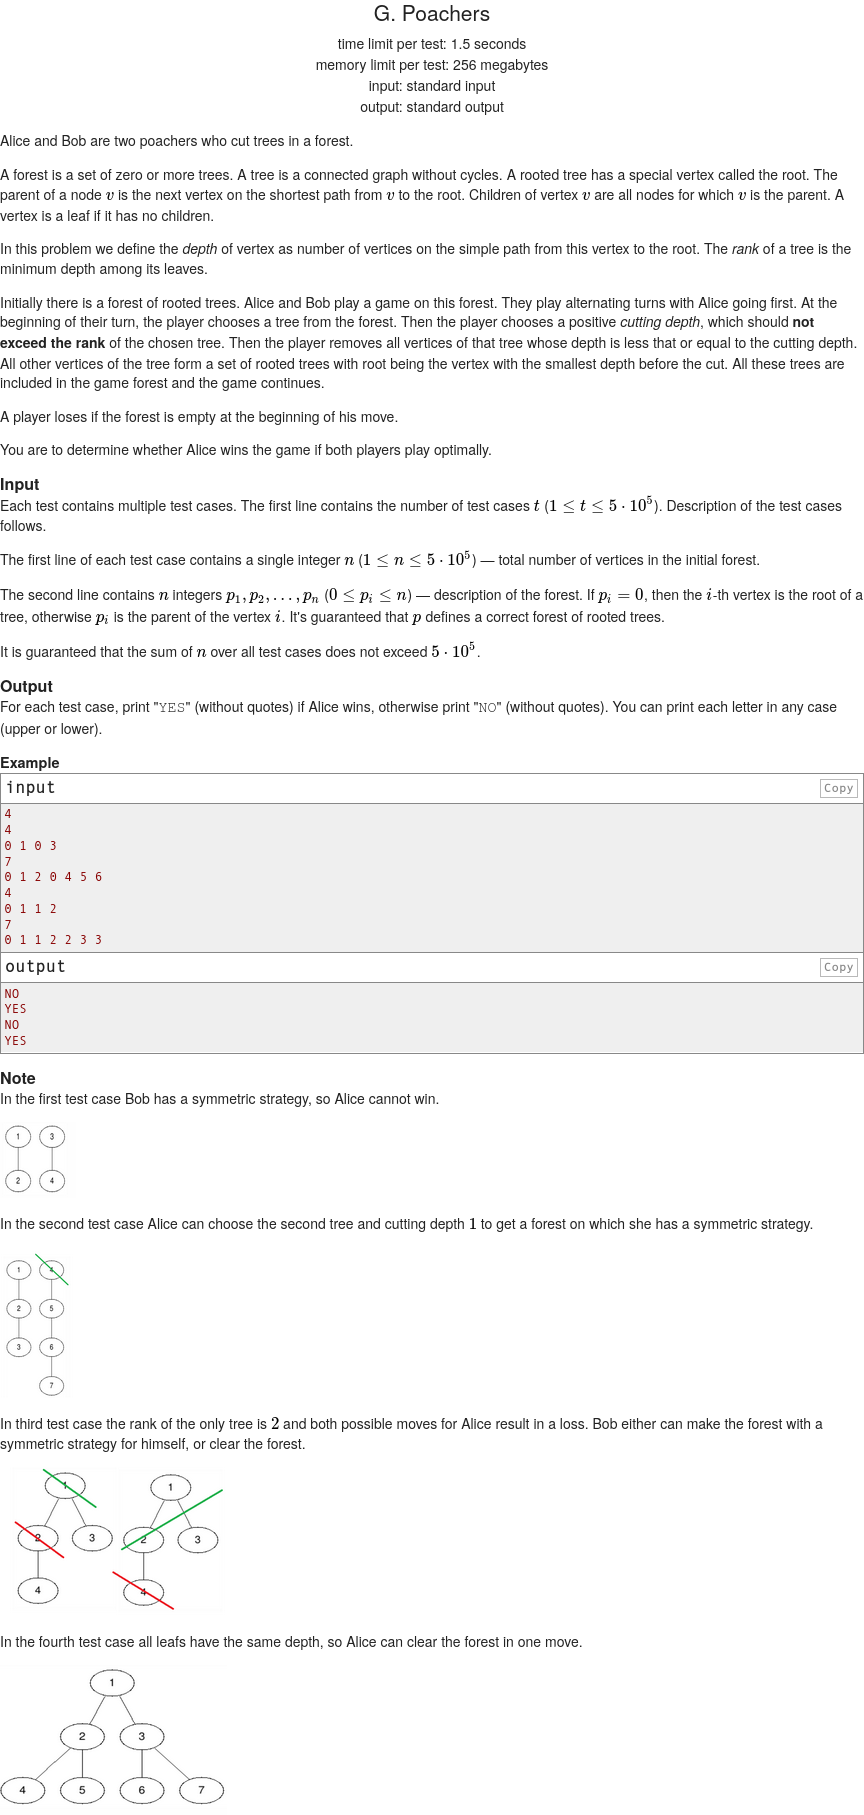 G. Poachers
time limit per test: 1.5 seconds
memory limit per test: 256 megabytes
input: standard input
output: standard output
Alice and Bob are two poachers who cut trees in a forest.
A forest is a set of zero or more trees. A tree is a connected graph without cycles. A rooted tree has a special vertex called the root. The
parent of a node v is the next vertex on the shortest path from v to the root. Children of vertex v are all nodes for which v is the parent. A
vertex is a leaf if it has no children.
In this problem we define the depth of vertex as number of vertices on the simple path from this vertex to the root. The rank of a tree is the
minimum depth among its leaves.
Initially there is a forest of rooted trees. Alice and Bob play a game on this forest. They play alternating turns with Alice going first. At the
beginning of their turn, the player chooses a tree from the forest. Then the player chooses a positive cutting depth, which should not
exceed the rank of the chosen tree. Then the player removes all vertices of that tree whose depth is less that or equal to the cutting depth.
All other vertices of the tree form a set of rooted trees with root being the vertex with the smallest depth before the cut. All these trees are
included in the game forest and the game continues.
A player loses if the forest is empty at the beginning of his move.
You are to determine whether Alice wins the game if both players play optimally.
Input
Each test contains multiple test cases. The first line contains the number of test cases t (1 ≤ t ≤ 5 · 10^5). Description of the test cases
follows.
The first line of each test case contains a single integer n (1 ≤ n ≤ 5 · 10^5) — total number of vertices in the initial forest.
The second line contains n integers p1, p2, ..., pn (0 ≤ pi ≤ n) — description of the forest. If pi = 0, then the i-th vertex is the root of a
tree, otherwise pi is the parent of the vertex i. It's guaranteed that p defines a correct forest of rooted trees.
It is guaranteed that the sum of n over all test cases does not exceed 5 · 10^5.
Output
For each test case, print "YES" (without quotes) if Alice wins, otherwise print "NO" (without quotes). You can print each letter in any case
(upper or lower).
Example
input Copy
4
4
0 1 0 3
7
0 1 2 0 4 5 6
4
0 1 1 2
7
0 1 1 2 2 3 3
output Copy
NO
YES
NO
YES
Note
In the first test case Bob has a symmetric strategy, so Alice cannot win.
1 3
2 4
In the second test case Alice can choose the second tree and cutting depth 1 to get a forest on which she has a symmetric strategy.
1 4
2 5
3 6
7
In third test case the rank of the only tree is 2 and both possible moves for Alice result in a loss. Bob either can make the forest with a
symmetric strategy for himself, or clear the forest.
1 1
2 3 2 3
4 4
In the fourth test case all leafs have the same depth, so Alice can clear the forest in one move.
1
2 3
4 5 6 7